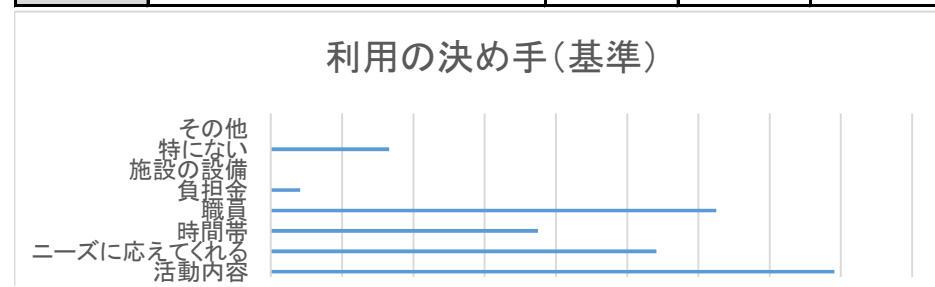 利用の決め手(基準)
その他
特にない
施設の設備
負担金
職員
時間帯
ニーズに応えてくれる
活動内容